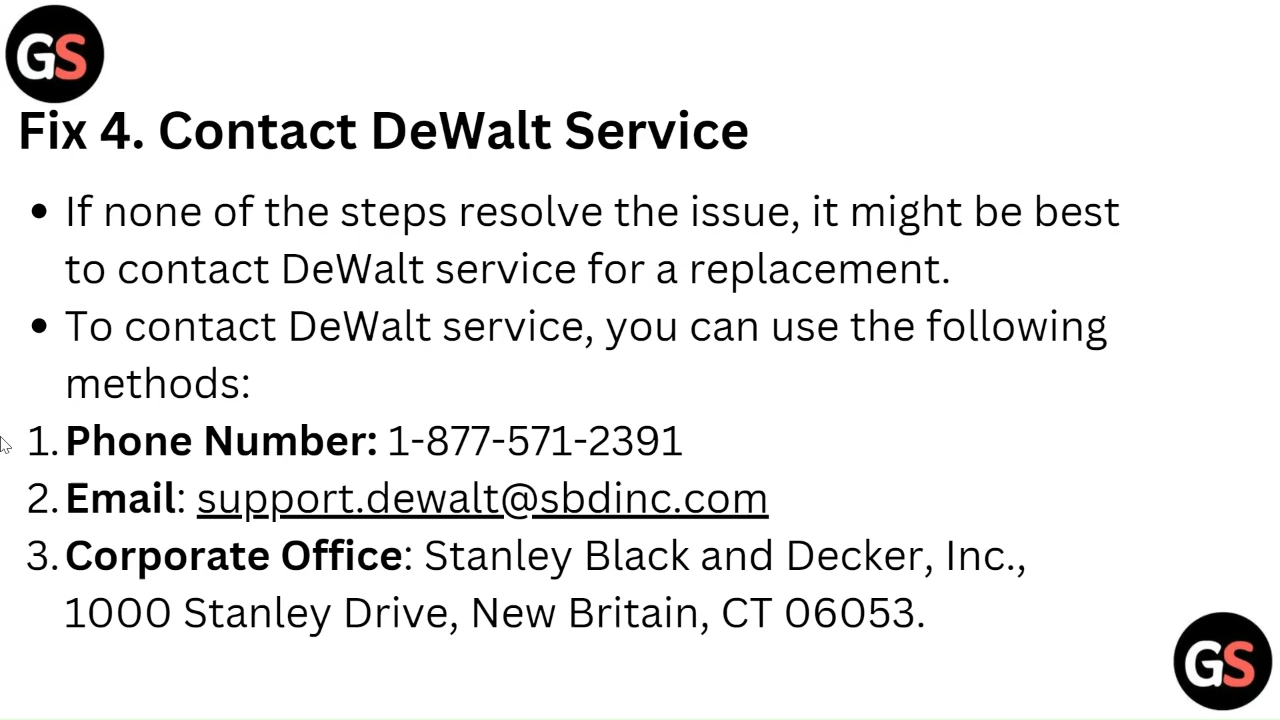 GS
Fix 4. Contact DeWalt Service
• If none of the steps resolve the issue, it might be best
to contact DeWalt service for a replacement.
• To contact DeWalt service, you can use the following
methods:
1. Phone Number: 1-877-571-2391
2. Email: support.dewalt@sbdinc.com
3. Corporate Office: Stanley Black and Decker, Inc.,
1000 Stanley Drive, New Britain, CT 06053.
GS